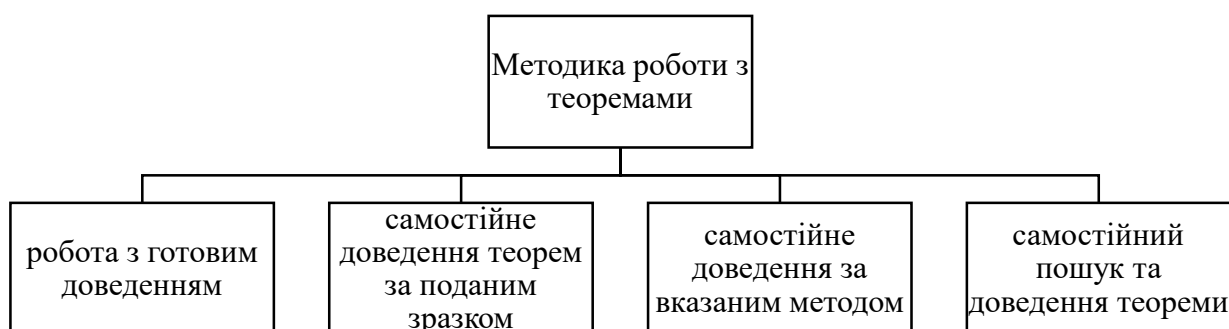 Методика роботи з
теоремами
робота з готовим
доведенням
самостійне
доведення теорем
за поданим
зразком
самостійне
доведення за
вказаним методом
самостійний
пошук та
доведення теореми